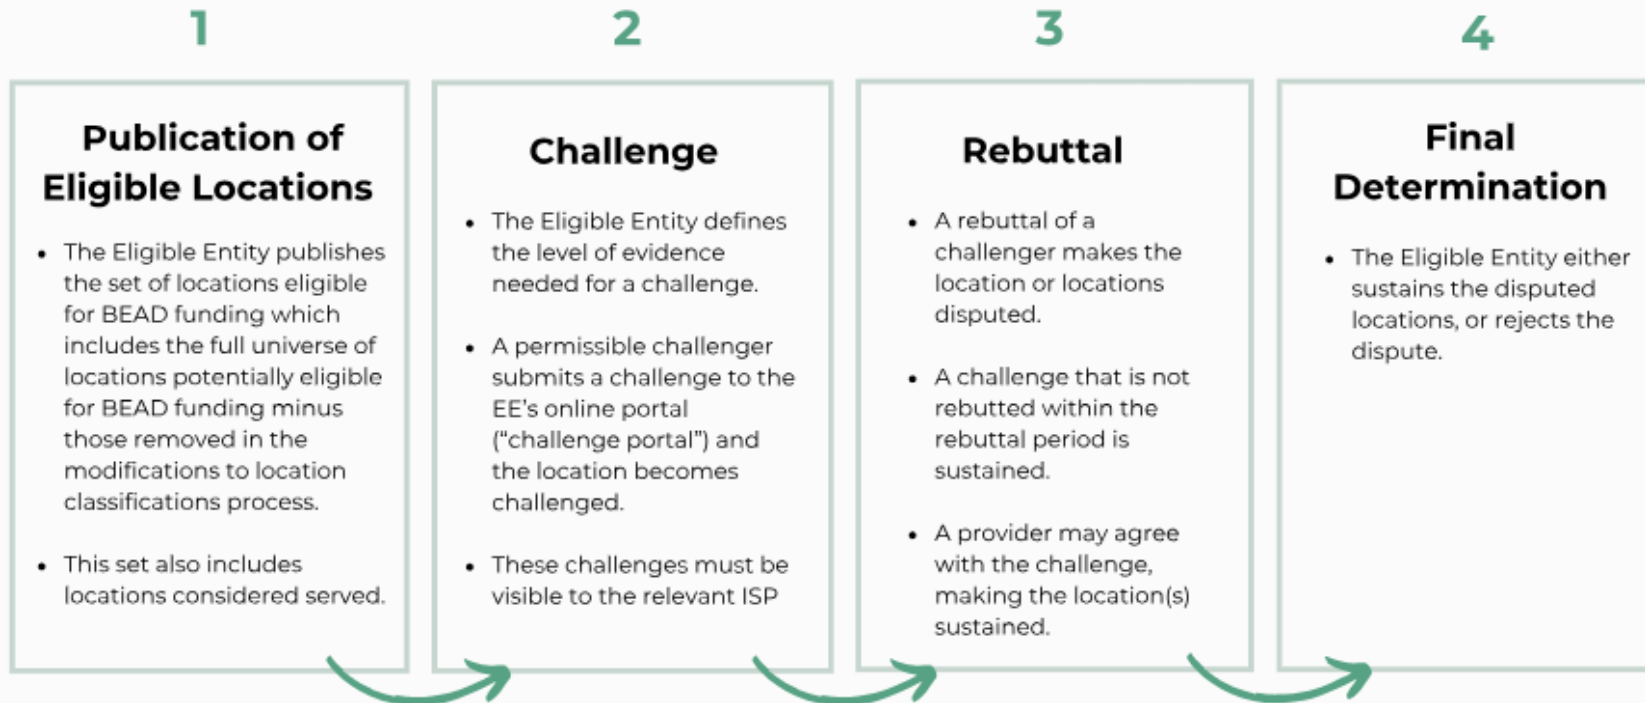 1
Publication of
Eligible Locations
• The Eligible Entity publishes
the set of locations eligible
for BEAD funding which
includes the full universe of
locations potentially eligible
for BEAD funding minus
those removed in the
modifications to location
classifications process.
• This set also includes
locations considered served.
2
Challenge
• The Eligible Entity defines
the level of evidence
needed for a challenge.
• A permissible challenger
submits a challenge to the
EE’s online portal
(“challenge portal”) and
the location becomes
challenged.
• These challenges must be
visible to the relevant ISP
3
Rebuttal
• A rebuttal of a
challenger makes the
location or locations
disputed.
• A challenge that is not
rebutted within the
rebuttal period is
sustained.
• A provider may agree
with the challenge,
making the location(s)
sustained.
4
Final
Determination
• The Eligible Entity either
sustains the disputed
locations, or rejects the
dispute.